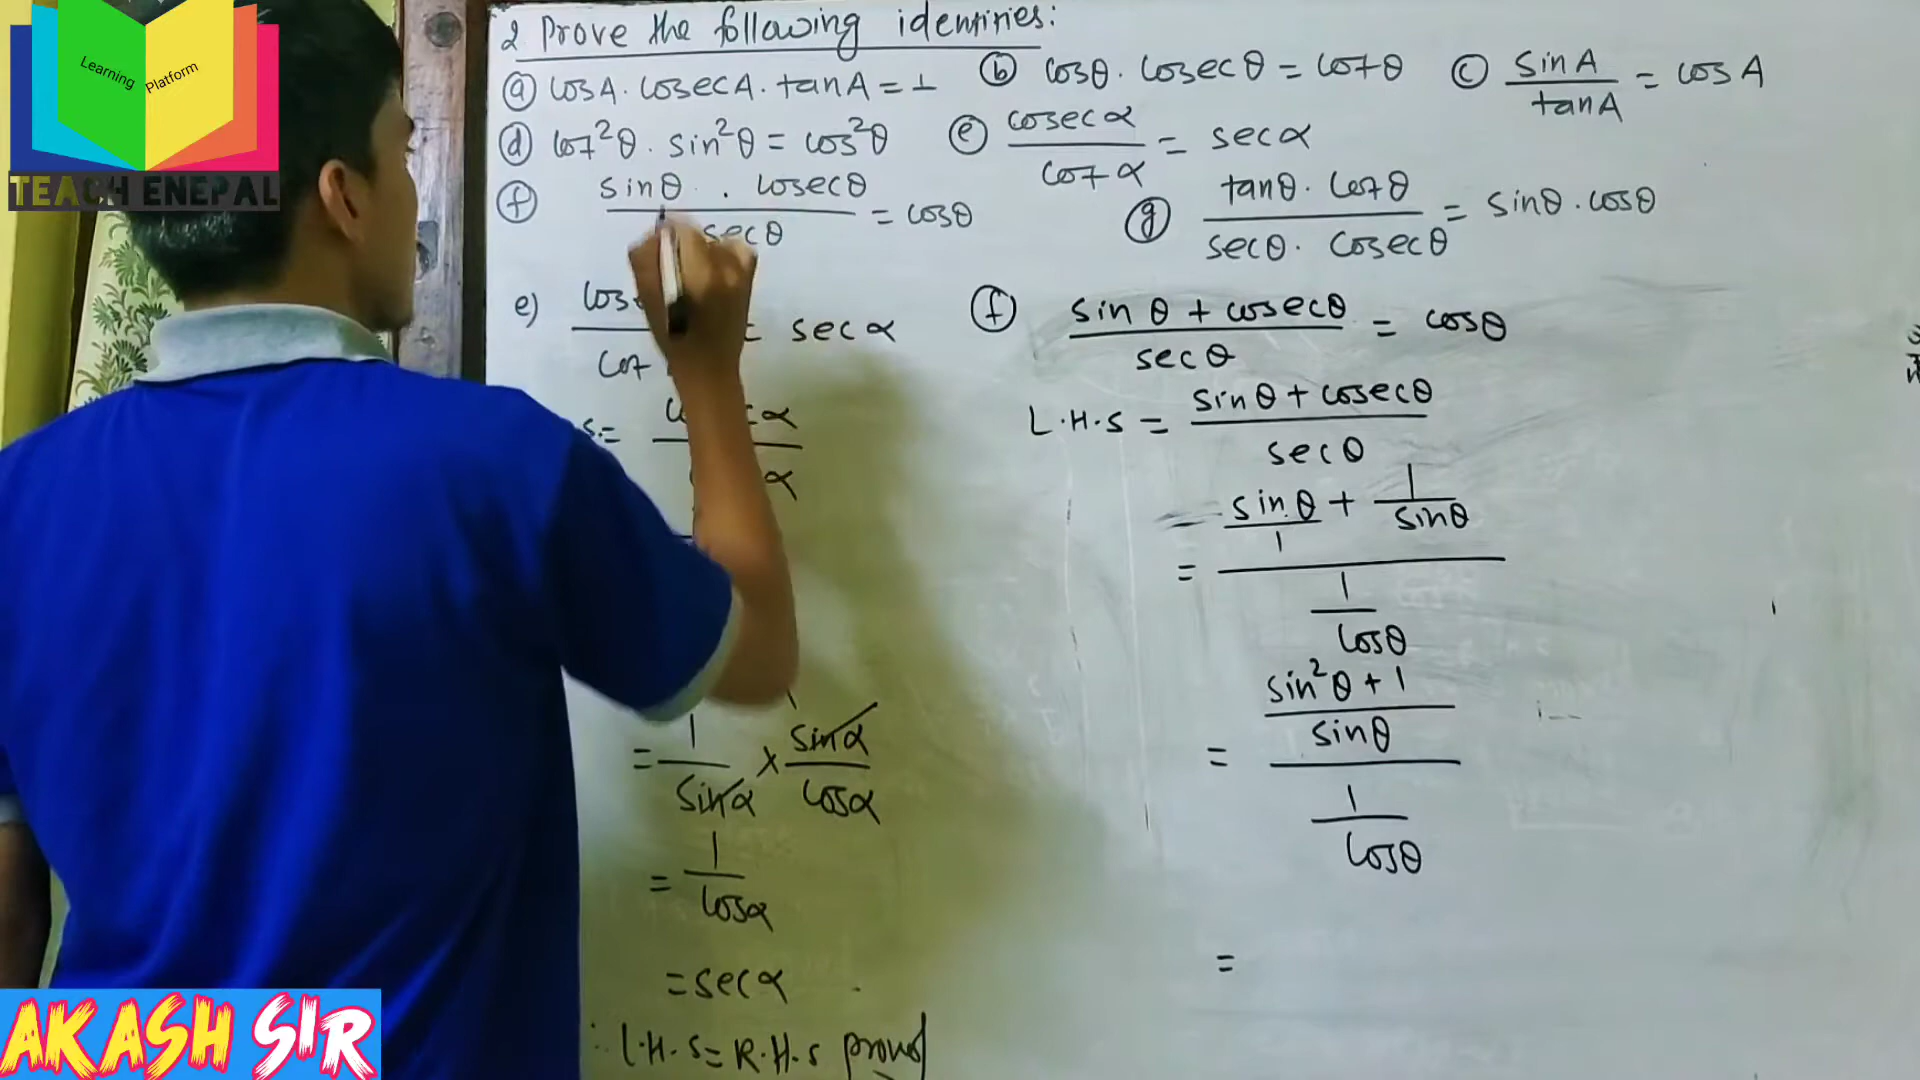 Learning Platform
TEACH ENEPAL
2 Prove the following identities:
ⓐ cosA. cosecA. tanA = 1 ⓑ cosθ. cosecθ = cotθ ⓒ sinA / tanA = cosA
ⓓ cot²θ. sin²θ = cos²θ ⓔ cosecα / cotα = secα
ⓕ sinθ . cosecθ / secθ = cosθ ⓖ tanθ. cotθ / secθ. cosecθ = sinθ.cosθ
e) cot = secα
α / α
= 1 / sinα × sinα / cosα
= 1 / cosα
= secα
∴ L.H.S = R.H.S proved
ⓕ sinθ + cosecθ / secθ = cosθ
L.H.S = sinθ + cosecθ / secθ
= sinθ / 1 + 1 / sinθ / 1 / cosθ
= sin²θ + 1 / sinθ / 1 / cosθ
=
AKASH SIR